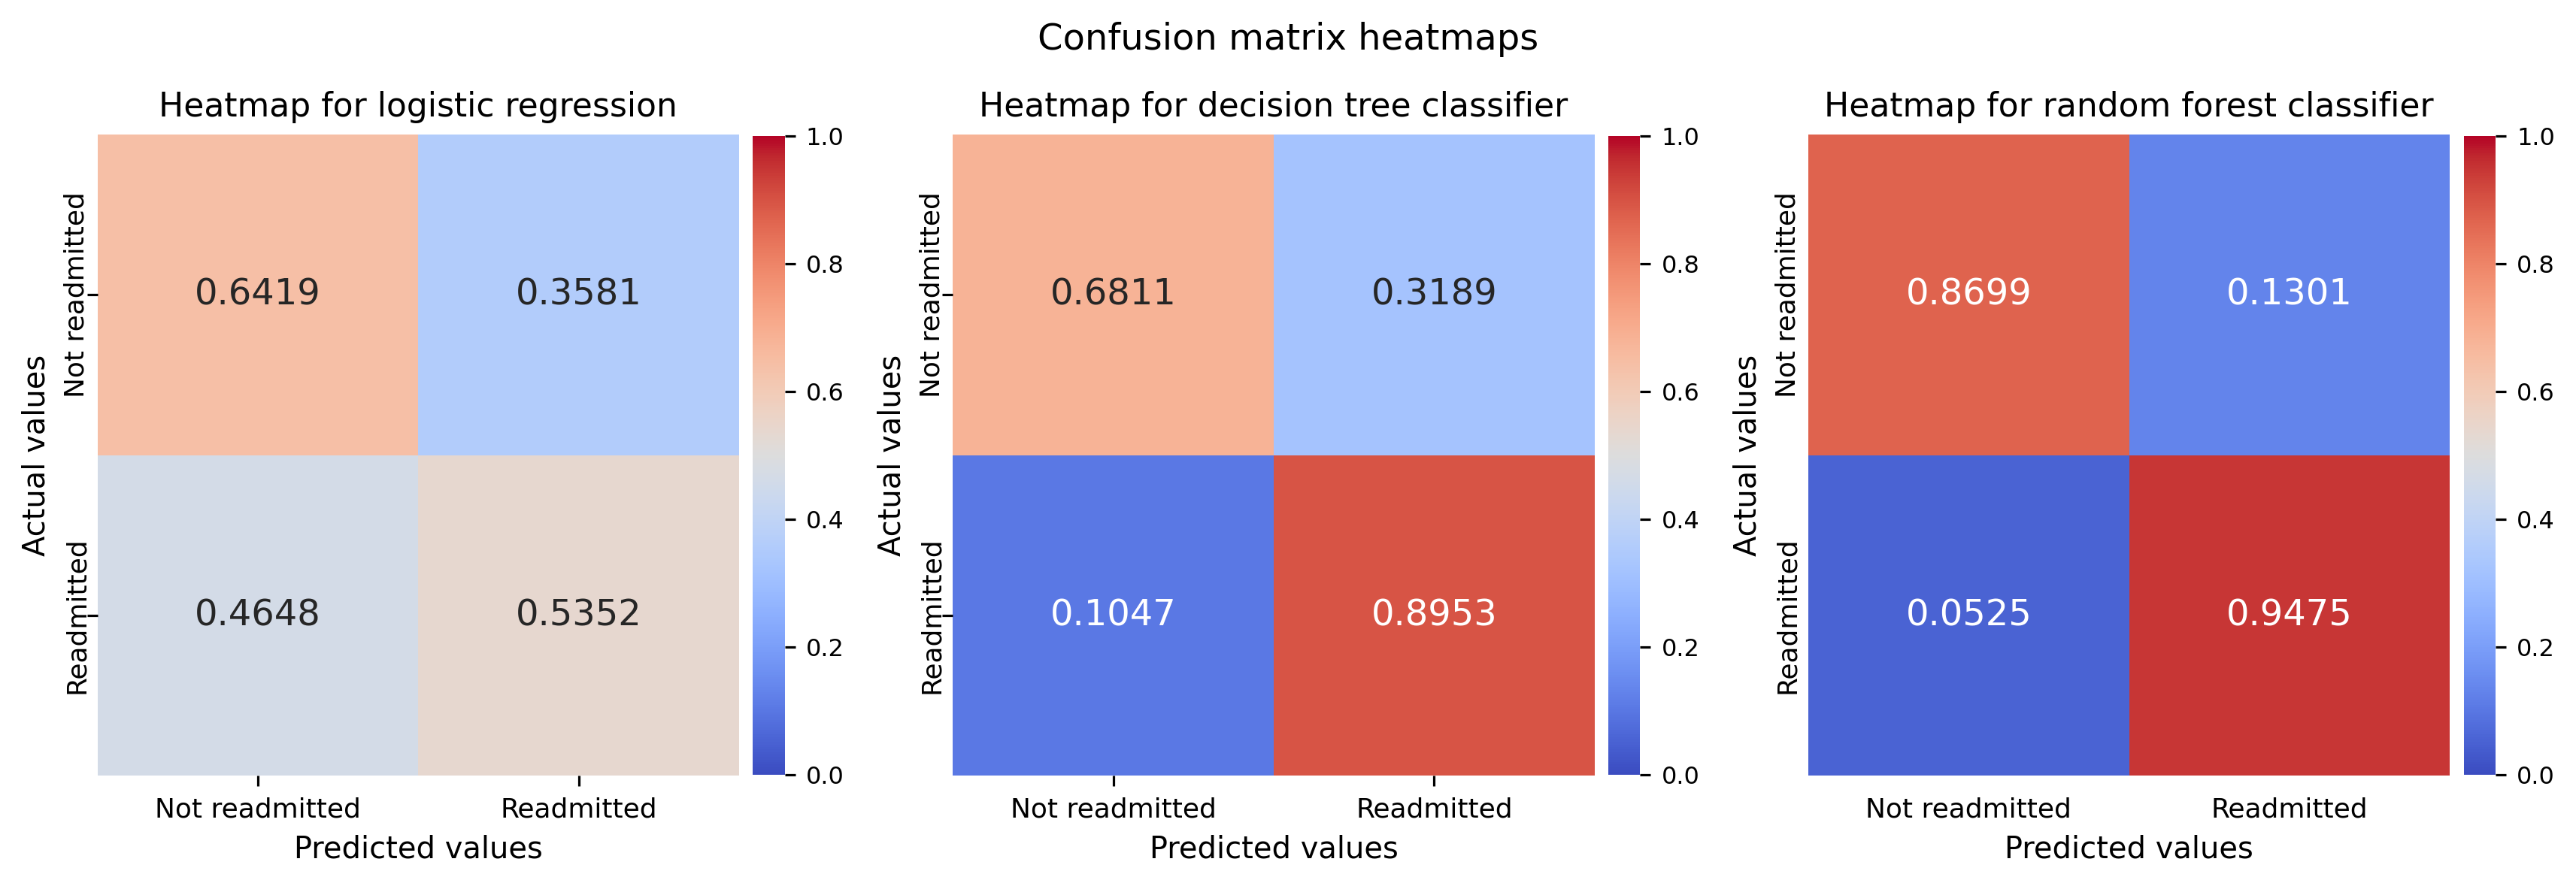 Confusion matrix heatmaps
Heatmap for logistic regression
Actual values
Not readmitted
Readmitted
0.6419 0.3581
0.4648 0.5352
Not readmitted Readmitted
Predicted values
1.0
0.8
0.6
0.4
0.2
0.0
Heatmap for decision tree classifier
Actual values
Not readmitted
Readmitted
0.6811 0.3189
0.1047 0.8953
Not readmitted Readmitted
Predicted values
1.0
0.8
0.6
0.4
0.2
0.0
Heatmap for random forest classifier
Actual values
Not readmitted
Readmitted
0.8699 0.1301
0.0525 0.9475
Not readmitted Readmitted
Predicted values
1.0
0.8
0.6
0.4
0.2
0.0